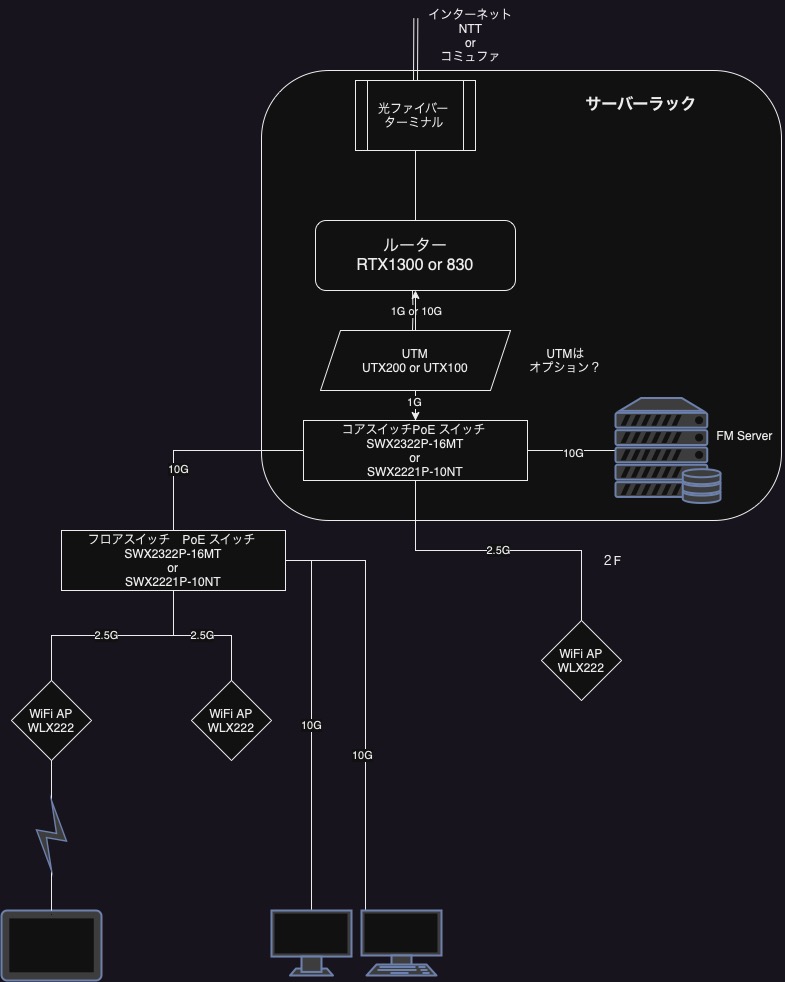 インターネット
NTT
or
コミュファ
サーバーラック
光ファイバー
ターミナル
ルーター
RTX1300 or 830
1G or 10G
UTM
UTX200 or UTX100
UTMは
オプション？
1G
コアスイッチPoE スイッチ
SWX2322P-16MT
or
SWX2221P-10NT
10G
FM Server
10G
フロアスイッチ　PoE スイッチ
SWX2322P-16MT
or
SWX2221P-10NT
2.5G
２F
2.5G
2.5G
WiFi AP
WLX222
WiFi AP
WLX222
WiFi AP
WLX222
10G
10G